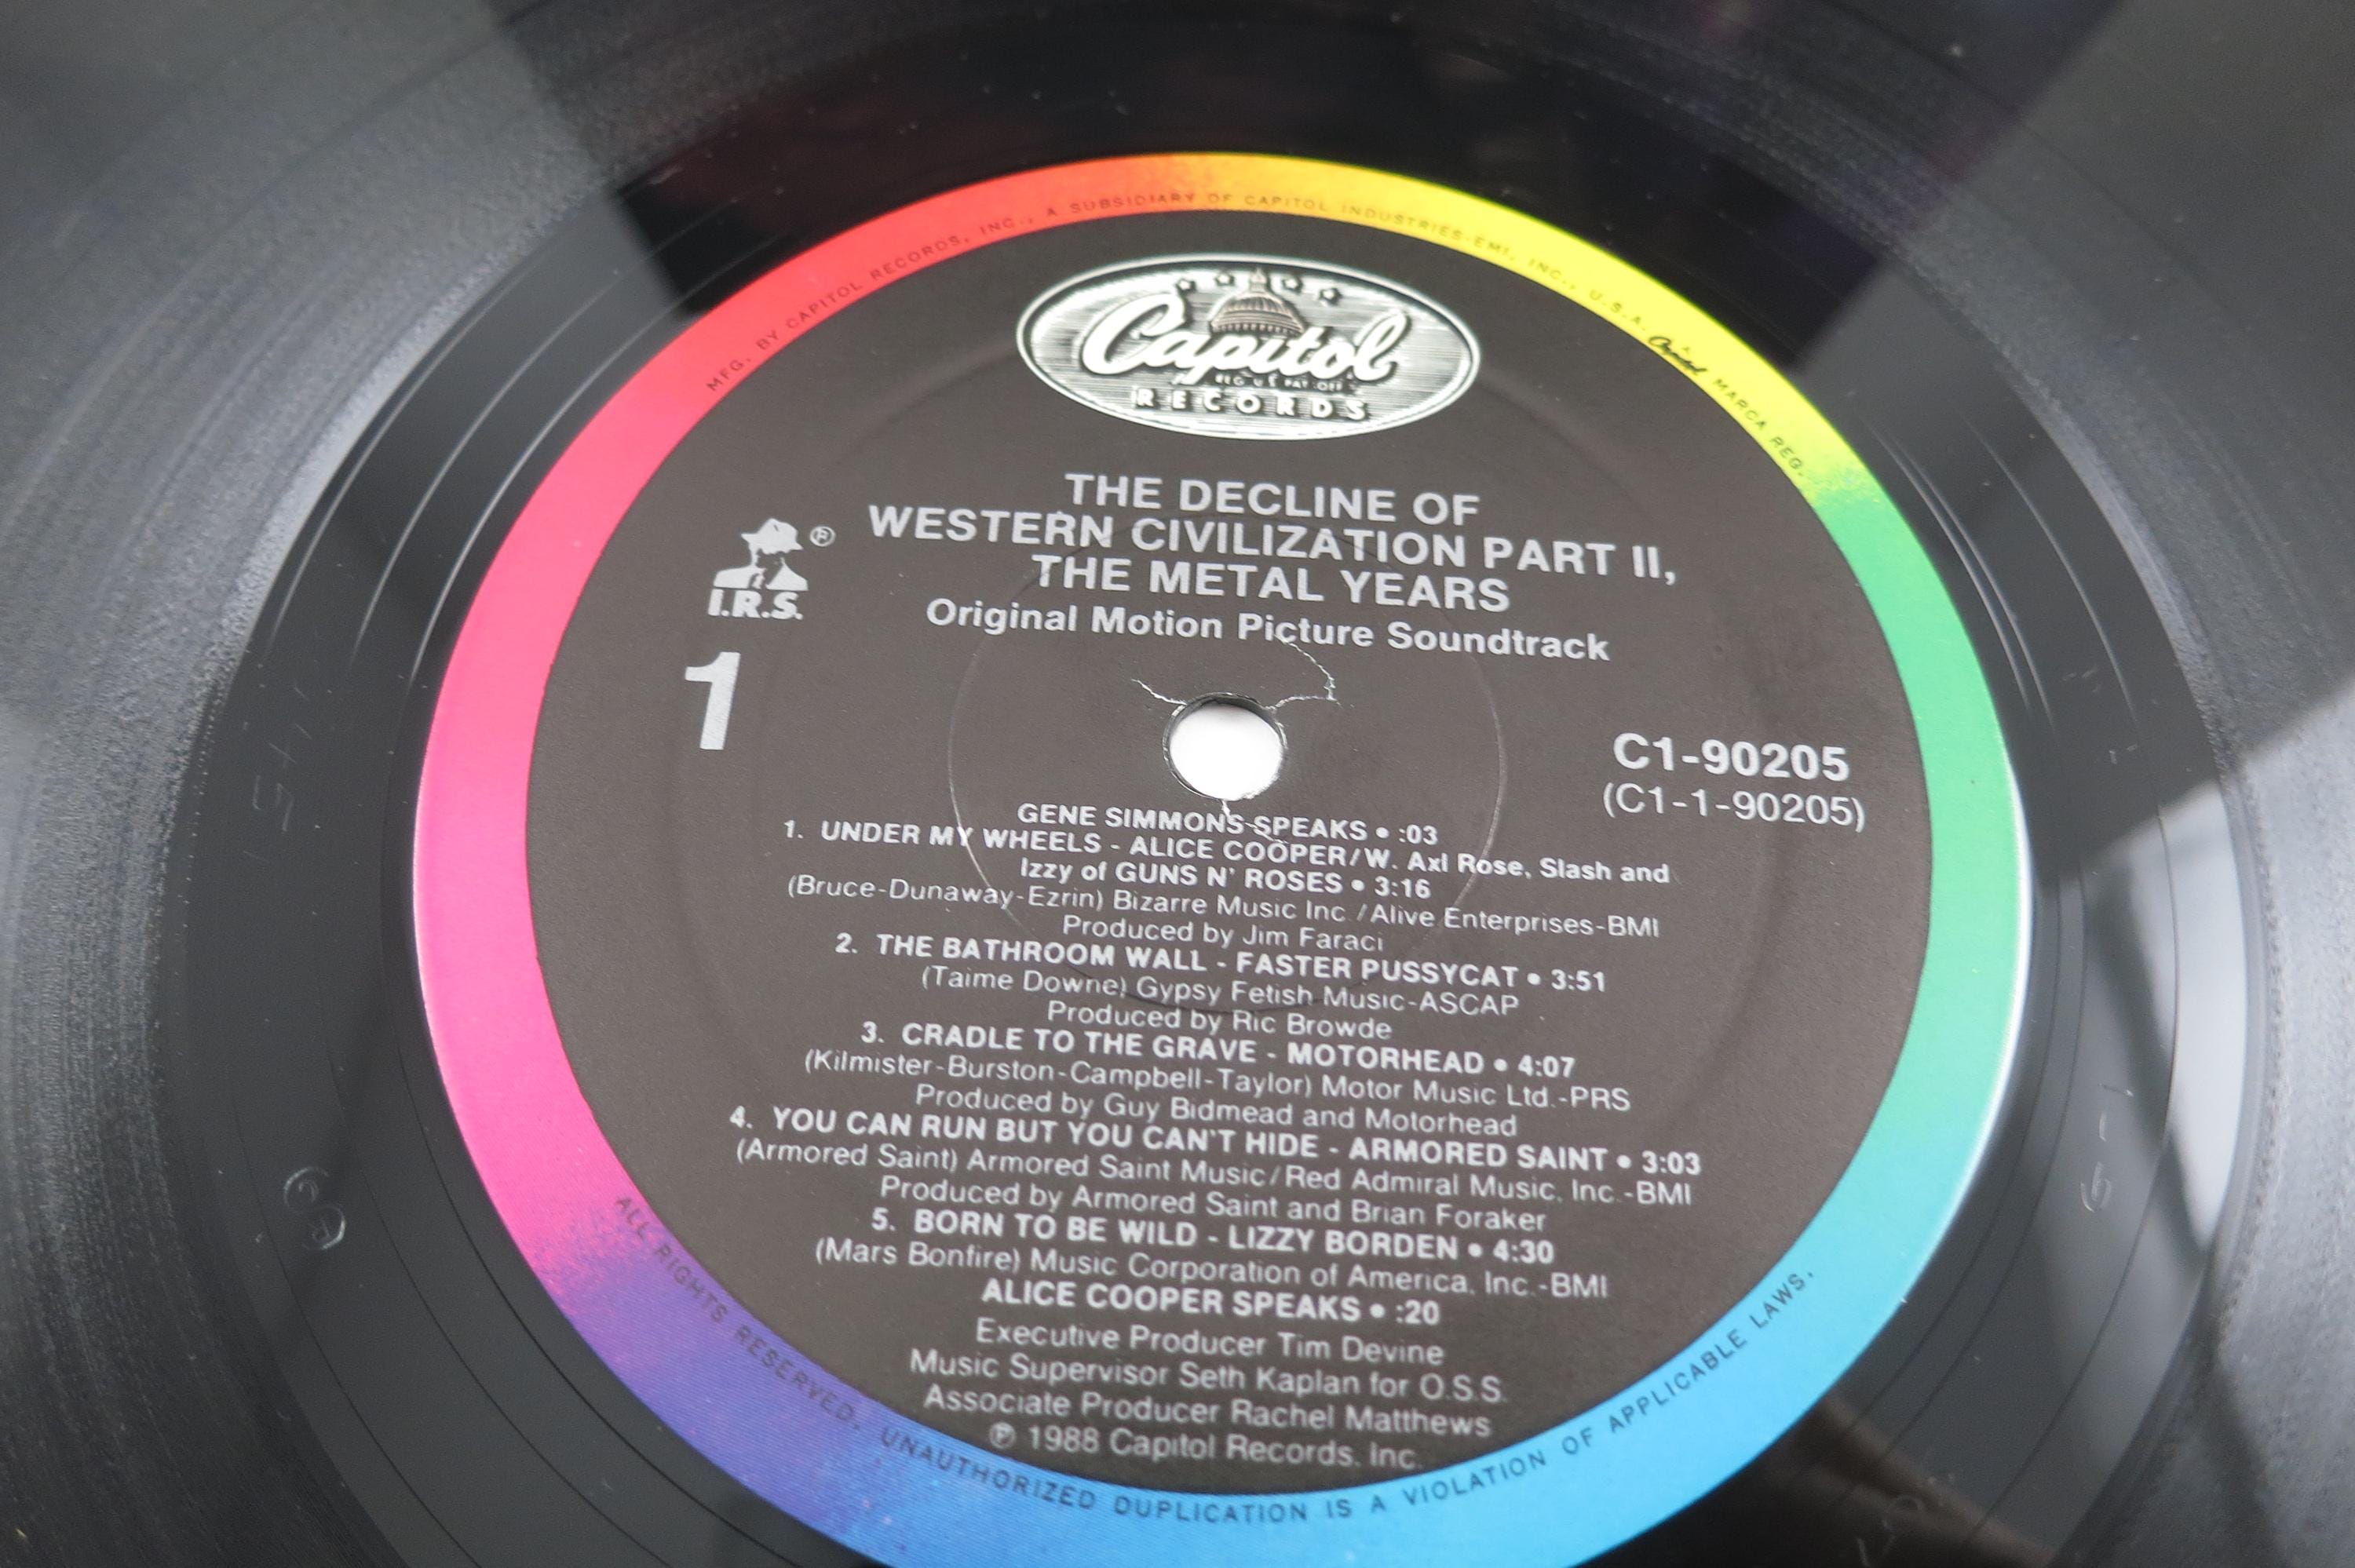 MFG. BY CAPITOL RECORDS, INC., A SUBSIDIARY OF CAPITOL INDUSTRIES-EMI, INC., U.S.A. Capitol MARCA REG.
Capitol
REG. U.S. PAT. OFF.
RECORDS
THE DECLINE OF
WESTERN CIVILIZATION PART II,
THE METAL YEARS
Original Motion Picture Soundtrack
®
I.R.S.
1
C1-90205
(C1-1-90205)
GENE SIMMONS SPEAKS • :03
1. UNDER MY WHEELS - ALICE COOPER/W. Axl Rose, Slash and
Izzy of GUNS N' ROSES • 3:16
(Bruce-Dunaway-Ezrin) Bizarre Music Inc./Alive Enterprises-BMI
Produced by Jim Faraci
2. THE BATHROOM WALL - FASTER PUSSYCAT • 3:51
(Taime Downe) Gypsy Fetish Music-ASCAP
Produced by Ric Browde
3. CRADLE TO THE GRAVE - MOTORHEAD • 4:07
(Kilmister-Burston-Campbell-Taylor) Motor Music Ltd.-PRS
Produced by Guy Bidmead and Motorhead
4. YOU CAN RUN BUT YOU CAN'T HIDE - ARMORED SAINT • 3:03
(Armored Saint) Armored Saint Music/Red Admiral Music, Inc.-BMI
Produced by Armored Saint and Brian Foraker
5. BORN TO BE WILD - LIZZY BORDEN • 4:30
(Mars Bonfire) Music Corporation of America, Inc.-BMI
ALICE COOPER SPEAKS • :20
Executive Producer Tim Devine
Music Supervisor Seth Kaplan for O.S.S.
Associate Producer Rachel Matthews
℗ 1988 Capitol Records, Inc.
ALL RIGHTS RESERVED. UNAUTHORIZED DUPLICATION IS A VIOLATION OF APPLICABLE LAWS.